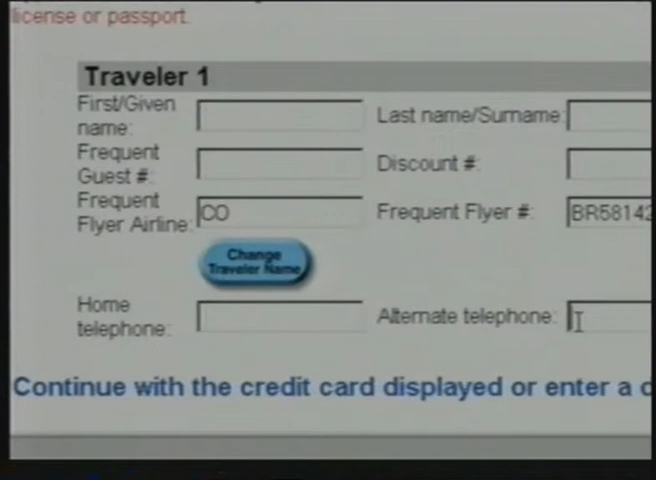 license or passport.
Traveler 1
First/Given name:
Last name/Surname:
Frequent Guest #:
Discount #:
Frequent Flyer Airline:
CO
Frequent Flyer #:
BR58142
Change Traveler Name
Home telephone:
Alternate telephone:
Continue with the credit card displayed or enter a